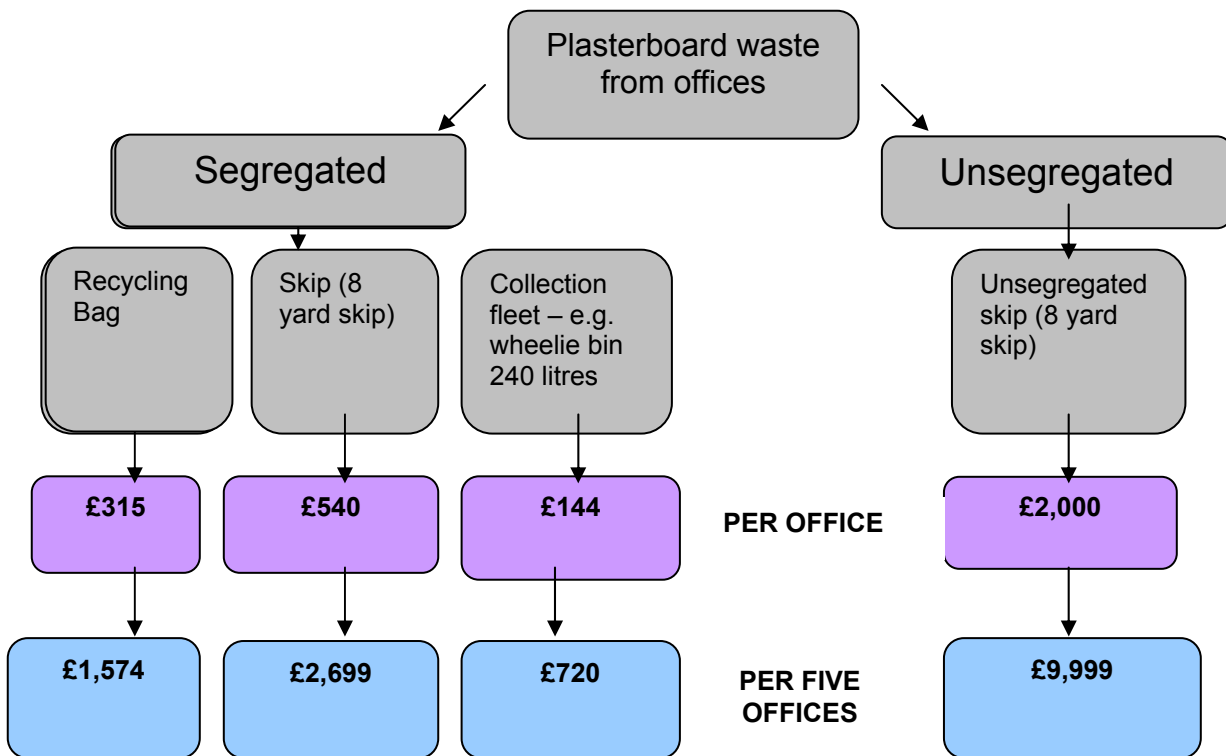 Plasterboard waste
from offices
Segregated
Unsegregated
Recycling
Bag
Skip (8
yard skip)
Collection
fleet – e.g.
wheelie bin
240 litres
Unsegregated
skip (8 yard
skip)
£315
£540
£144
PER OFFICE
£2,000
£1,574
£2,699
£720
PER FIVE
OFFICES
£9,999